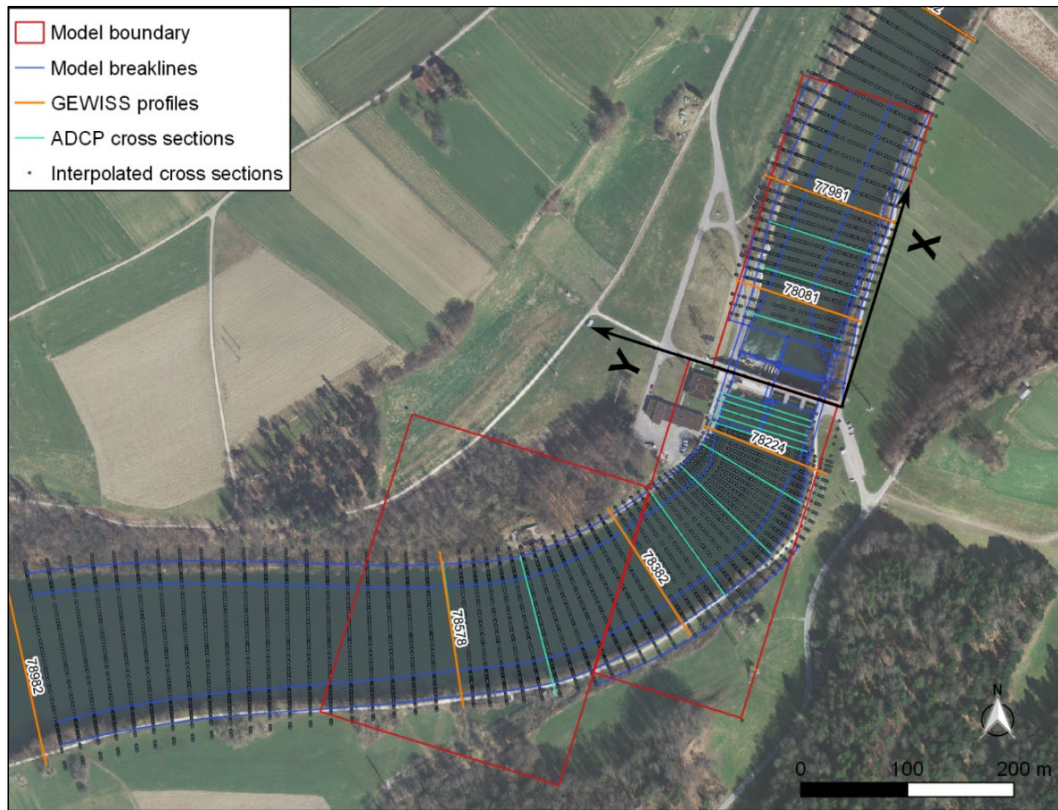 Model boundary
Model breaklines
GEWISS profiles
ADCP cross sections
Interpolated cross sections
77981
X
78081
Y
78224
78382
78578
78982
N
0 100 200 m